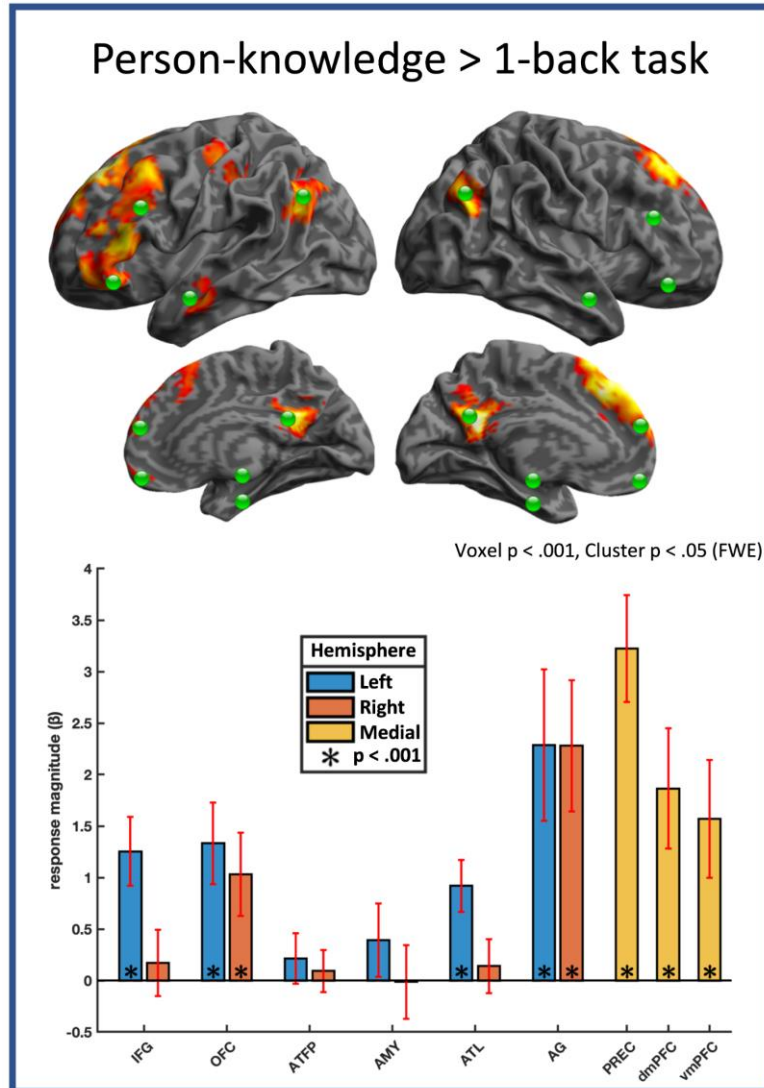 Person-knowledge > 1-back task
Voxel p < .001, Cluster p < .05 (FWE)
4
3.5
3
2.5
2
1.5
1
0.5
0
-0.5
response magnitude (β)
Hemisphere
Left
Right
Medial
* p < .001
* * * * * * * * *
IFG OFC ATFP AMY ATL AG PREC dmPFC vmPFC